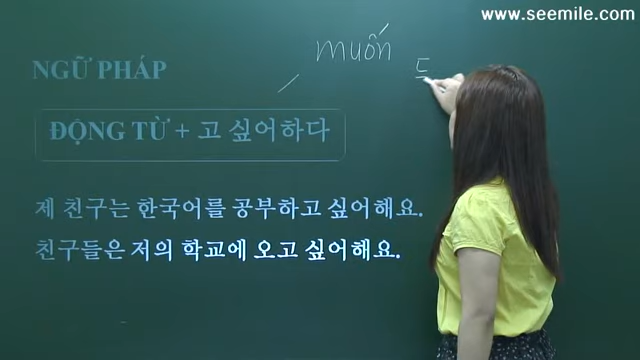 www.seemile.com
muốn
NGỮ PHÁP
ĐỘNG TỪ + 고 싶어하다
제 친구는 한국어를 공부하고 싶어해요.
친구들은 저의 학교에 오고 싶어해요.